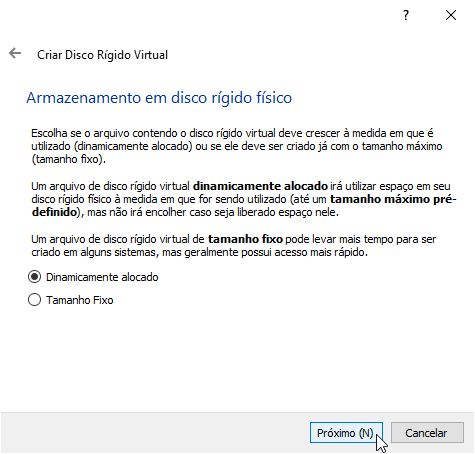 ?
Criar Disco Rígido Virtual
Armazenamento em disco rígido físico
Escolha se o arquivo contendo o disco rígido virtual deve crescer à medida em que é
utilizado (dinamicamente alocado) ou se ele deve ser criado já com o tamanho máximo
(tamanho fixo).
Um arquivo de disco rígido virtual dinamicamente alocado irá utilizar espaço em seu
disco rígido físico à medida em que for sendo utilizado (até um tamanho máximo pré-
definido), mas não irá encolher caso seja liberado espaço nele.
Um arquivo de disco rígido virtual de tamanho fixo pode levar mais tempo para ser
criado em alguns sistemas, mas geralmente possui acesso mais rápido.
Dinamicamente alocado
Tamanho Fixo
Próximo (N)
Cancelar